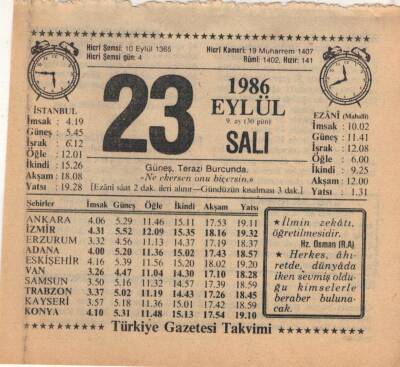 Hicri Şemsi: 10 Eylül 1365
Hicri Şemsi gün: 4
Hicri Kameri: 19 Muharrem 1407
Rûmi: 1402, Hızır: 141
23
1986
EYLÜL
9. ay (30 gün)
SALI
İSTANBUL
İmsak : 4.19
Güneş : 5.45
İşrak : 6.12
Öğle : 12.01
İkindi : 15.26
Akşam : 18.08
Yatsı : 19.28
EZÂNİ (Mahalli)
İmsak : 10.02
Güneş : 11.41
İşrak : 12.08
Öğle : 6.00
İkindi : 9.25
Akşam : 12.00
Yatsı : 1.31
Güneş, Terazi Burcunda.
«Ne ekersen onu biçersin.»
[Ezâni saat 2 dak. ileri alınır—Gündüzün kısalması 3 dak.]
Şehirler İmsak Güneş Öğle İkindi Akşam Yatsı
ANKARA 4.06 5.29 11.46 15.11 17.53 19.11
İZMİR 4.31 5.52 12.09 15.35 18.16 19.32
ERZURUM 3.32 4.56 11.13 14.37 17.19 18.37
ADANA 4.00 5.20 11.36 15.02 17.43 18.57
ESKİŞEHİR 4.16 5.39 11.56 15.20 18.02 19.20
VAN 3.26 4.47 11.04 14.30 17.10 18.28
SAMSUN 3.50 5.16 11.32 14.57 17.39 18.59
TRABZON 3.37 5.02 11.19 14.43 17.26 18.45
KAYSERİ 3.57 5.18 11.36 15.01 17.42 18.59
KONYA 4.10 5.31 11.48 15.13 17.54 19.10
★ İlmin zekâtı, öğretilmesidir.
Hz. Osman (R.A)
★ Herkes, âhı-
retde, dünyâda
iken sevmiş oldu-
ğu kimselerle
beraber buluna-
cak.
Türkiye Gazetesi Takvimi